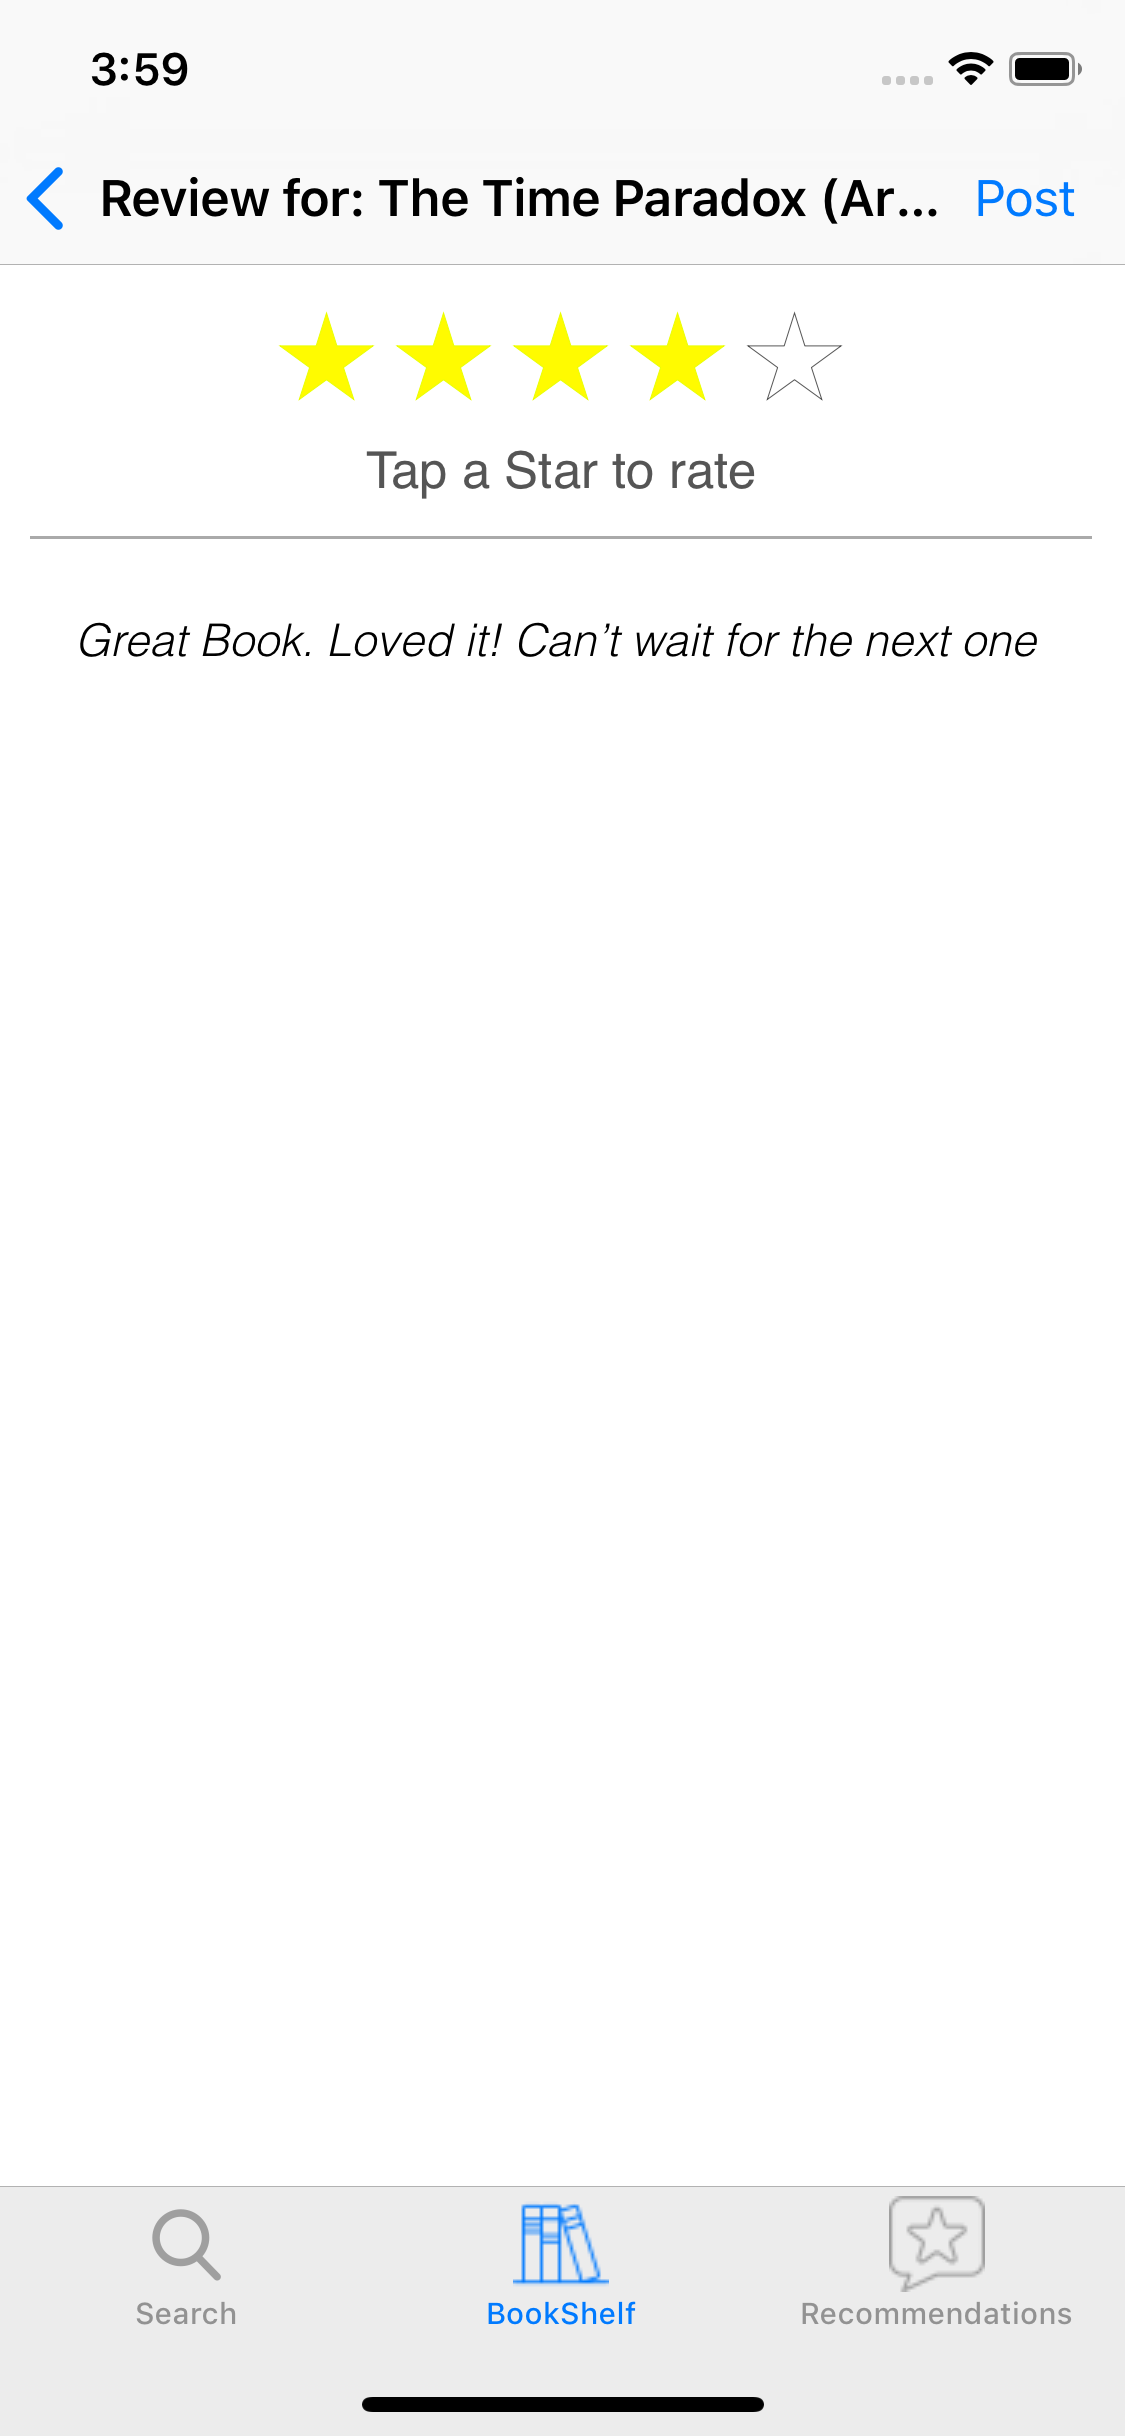 3:59
Review for: The Time Paradox (Ar...
Post
Tap a Star to rate
Great Book. Loved it! Can’t wait for the next one
Search
BookShelf
Recommendations